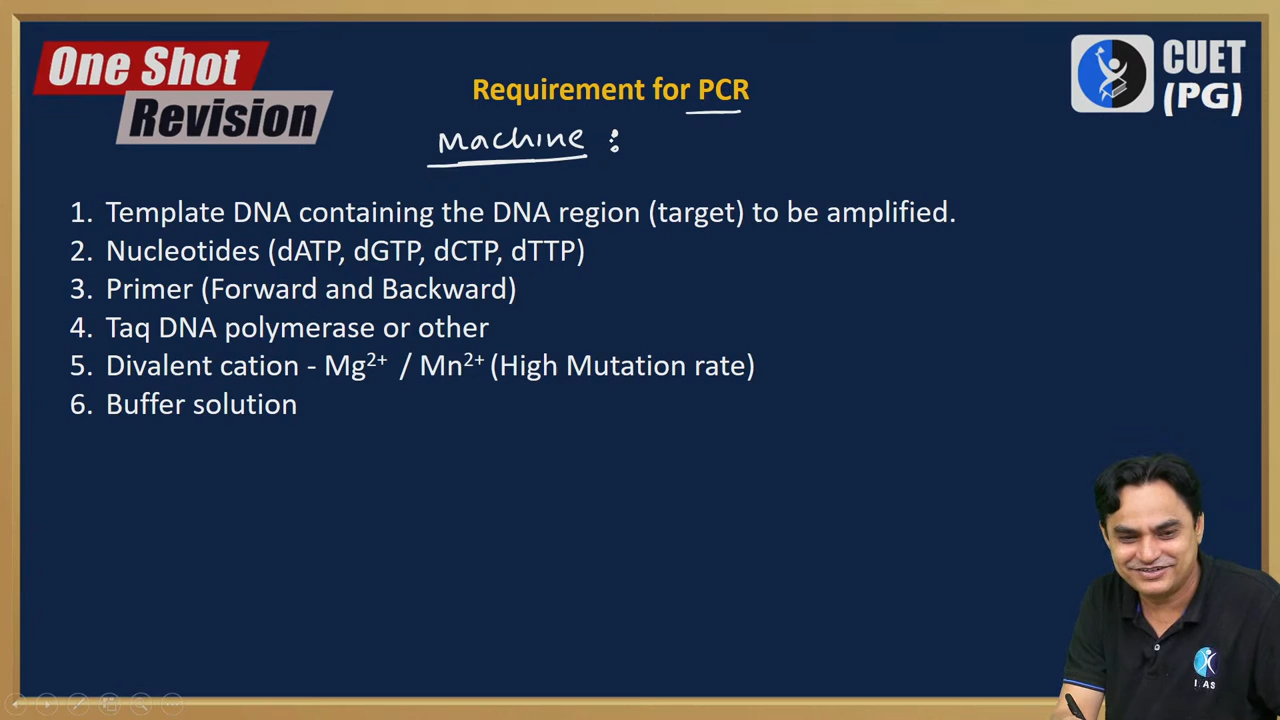 One Shot
Revision
CUET
(PG)
Requirement for PCR
Machine :
1. Template DNA containing the DNA region (target) to be amplified.
2. Nucleotides (dATP, dGTP, dCTP, dTTP)
3. Primer (Forward and Backward)
4. Taq DNA polymerase or other
5. Divalent cation - Mg²⁺ / Mn²⁺ (High Mutation rate)
6. Buffer solution